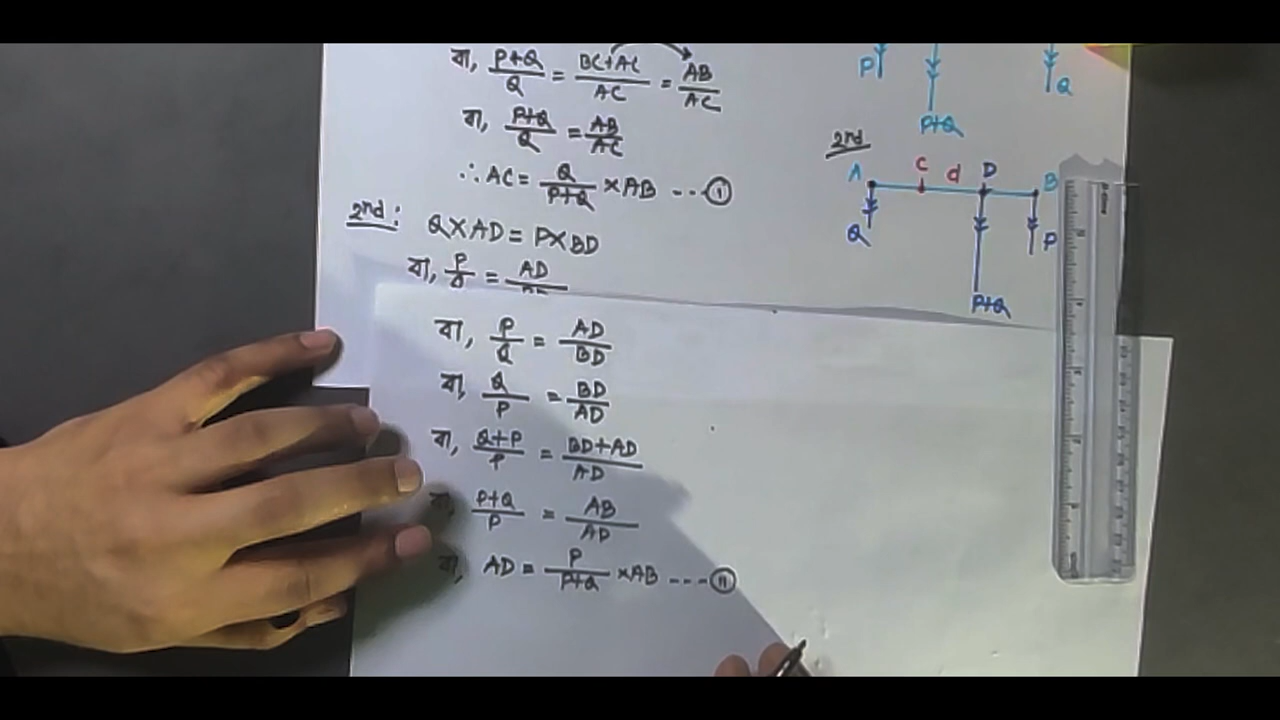 বা, P+Q/Q = BC+AC/AC = AB/AC
বা, P+Q/Q = AB/AC
∴ AC = Q/P+Q × AB ---- (i)
2nd: Q×AD = P×BD
বা, P/Q = AD/
বা, P/Q = AD/BD
বা, Q/P = BD/AD
বা, Q+P/P = BD+AD/AD
বা, P+Q/P = AB/AD
বা, AD = P/P+Q ×AB ---- (ii)
P
Q
P+Q
2nd
A C d D B
Q P
P+Q